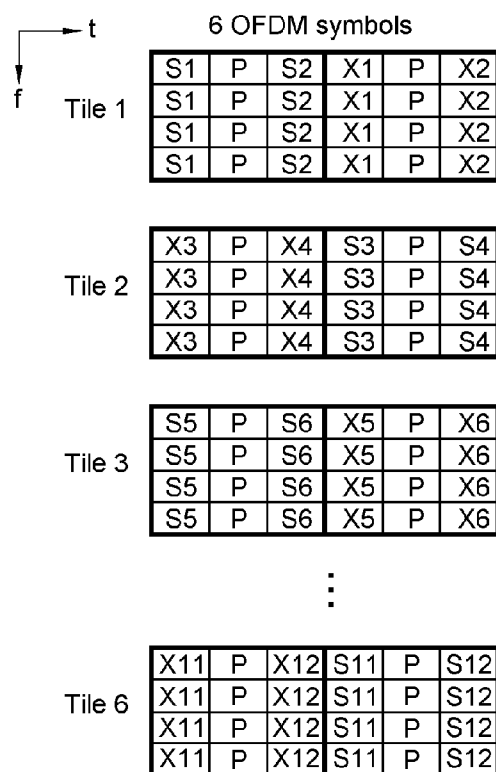 t
6 OFDM symbols
f
Tile 1
S1 P S2 X1 P X2
S1 P S2 X1 P X2
S1 P S2 X1 P X2
S1 P S2 X1 P X2
Tile 2
X3 P X4 S3 P S4
X3 P X4 S3 P S4
X3 P X4 S3 P S4
X3 P X4 S3 P S4
Tile 3
S5 P S6 X5 P X6
S5 P S6 X5 P X6
S5 P S6 X5 P X6
S5 P S6 X5 P X6
⋮
Tile 6
X11 P X12 S11 P S12
X11 P X12 S11 P S12
X11 P X12 S11 P S12
X11 P X12 S11 P S12